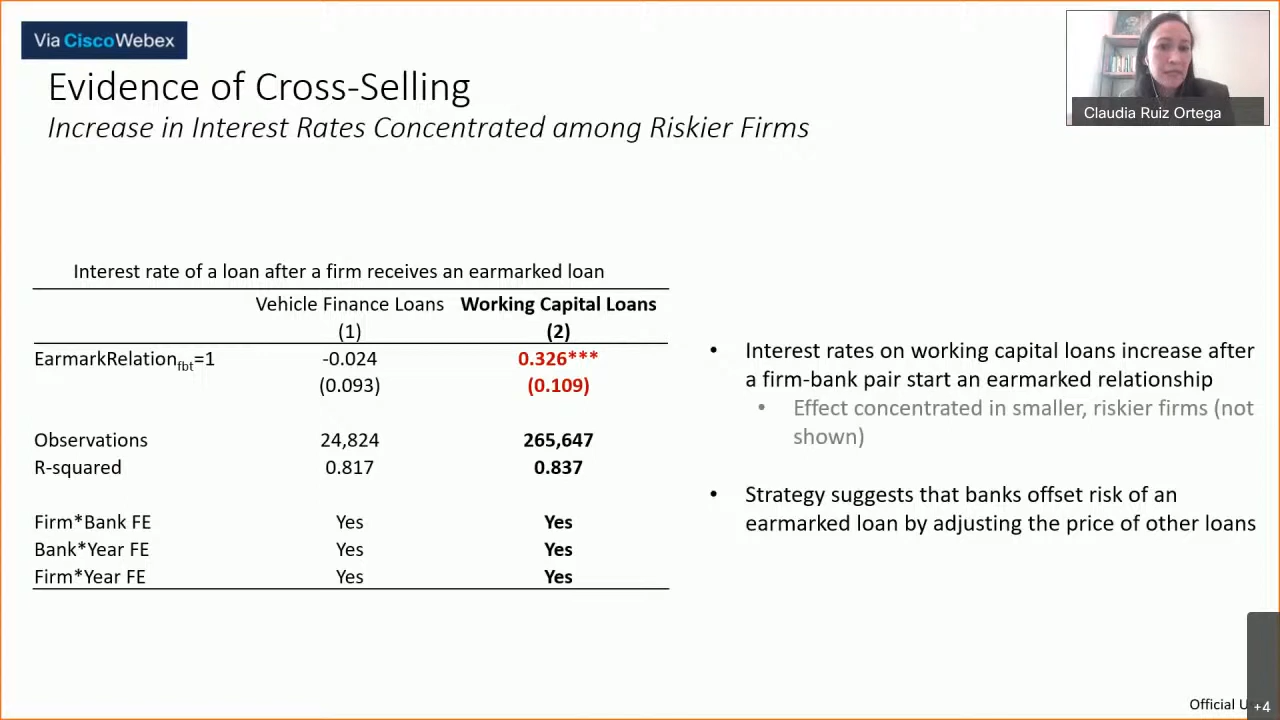 Via CiscoWebex
Claudia Ruiz Ortega
Evidence of Cross-Selling
Increase in Interest Rates Concentrated among Riskier Firms
Interest rate of a loan after a firm receives an earmarked loan
Vehicle Finance Loans Working Capital Loans
(1) (2)
EarmarkRelationfbt=1 -0.024 0.326***
(0.093) (0.109)
Observations 24,824 265,647
R-squared 0.817 0.837
Firm*Bank FE Yes Yes
Bank*Year FE Yes Yes
Firm*Year FE Yes Yes
• Interest rates on working capital loans increase after
a firm-bank pair start an earmarked relationship
• Effect concentrated in smaller, riskier firms (not
shown)
• Strategy suggests that banks offset risk of an
earmarked loan by adjusting the price of other loans
Official U
+4